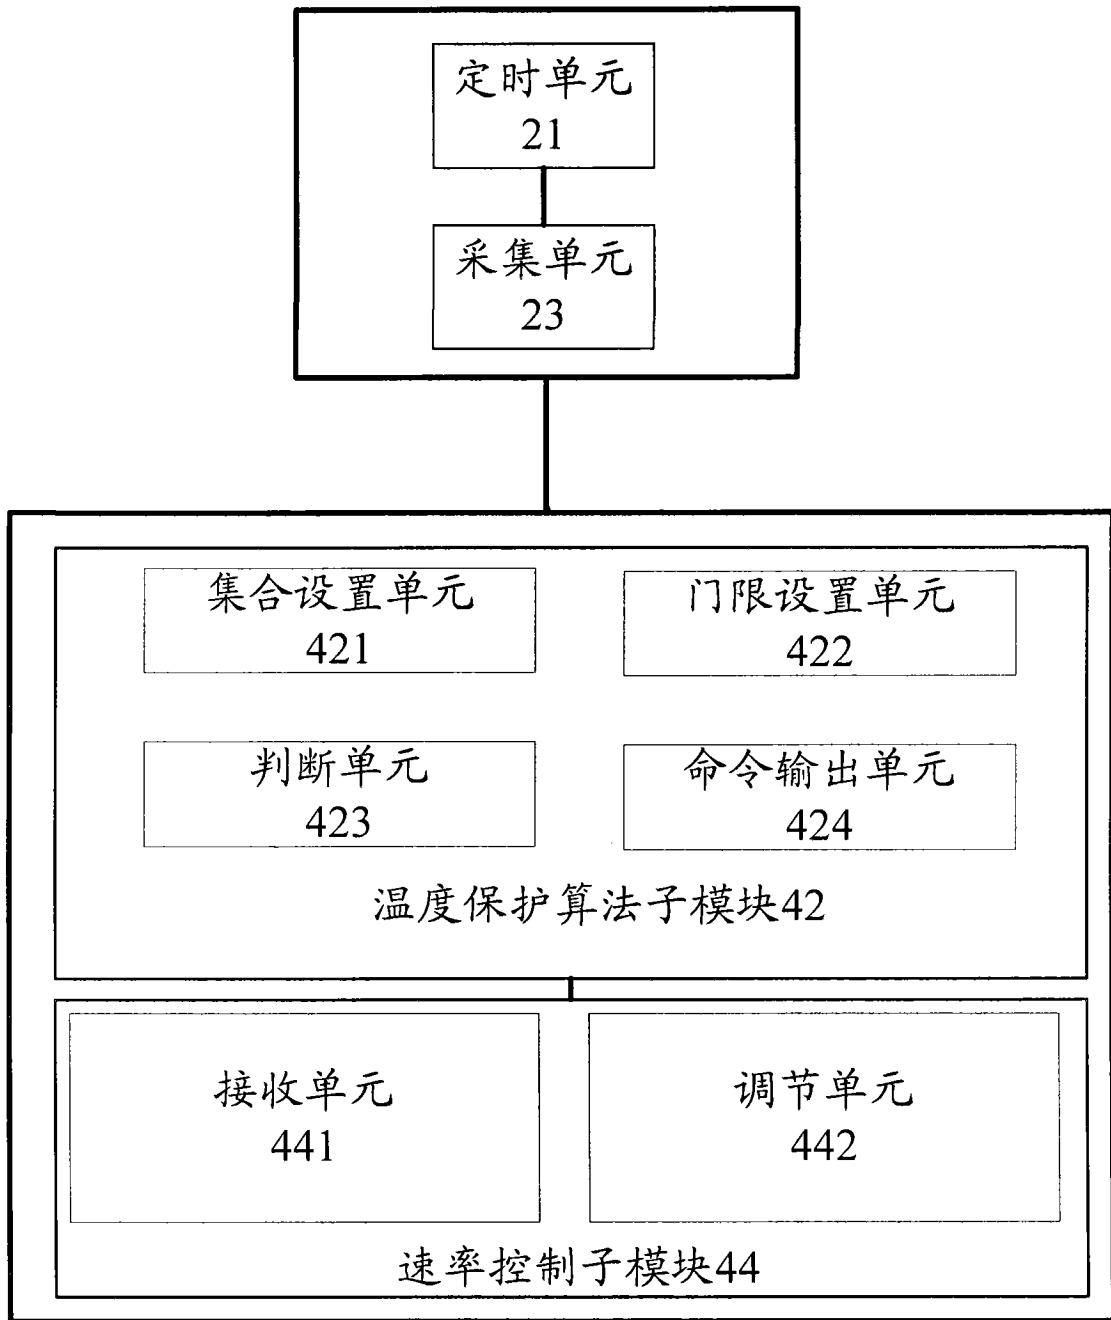 定时单元
21
采集单元
23
集合设置单元
421
门限设置单元
422
判断单元
423
命令输出单元
424
温度保护算法子模块42
接收单元
441
调节单元
442
速率控制子模块44